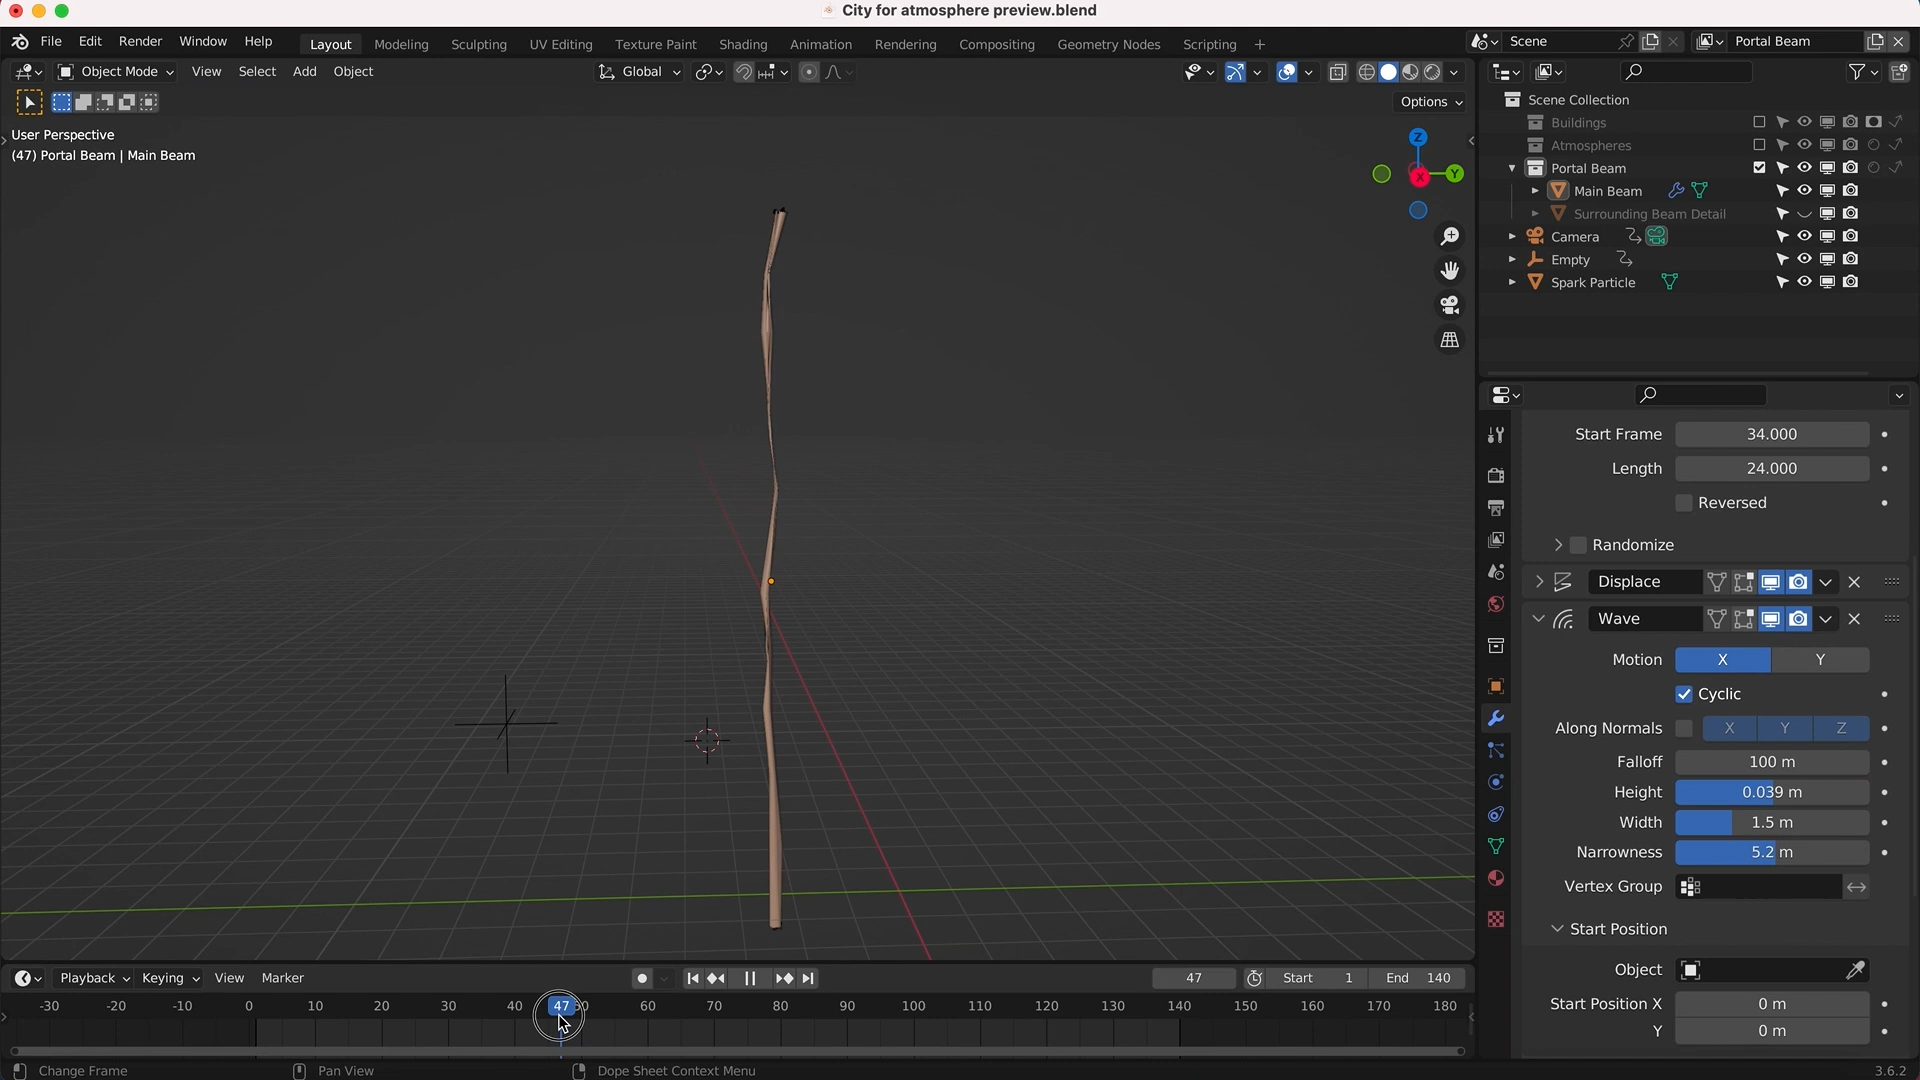 City for atmosphere preview.blend
File Edit Render Window Help Layout Modeling Sculpting UV Editing Texture Paint Shading Animation Rendering Compositing Geometry Nodes Scripting + Scene Portal Beam
Object Mode View Select Add Object Global
Options
User Perspective
(47) Portal Beam | Main Beam
Z
X
Y
Scene Collection
Buildings
Atmospheres
Portal Beam
Main Beam
Surrounding Beam Detail
Camera
Empty
Spark Particle
Start Frame 34.000
Length 24.000
Reversed
Randomize
Displace
Wave
Motion X Y
Cyclic
Along Normals X Y Z
Falloff 100 m
Height 0.039 m
Width 1.5 m
Narrowness 5.2 m
Vertex Group
Start Position
Object
Start Position X 0 m
Y 0 m
Playback Keying View Marker 47 Start 1 End 140
-30 -20 -10 0 10 20 30 40 47 60 70 80 90 100 110 120 130 140 150 160 170 180
Change Frame Pan View Dope Sheet Context Menu 3.6.2